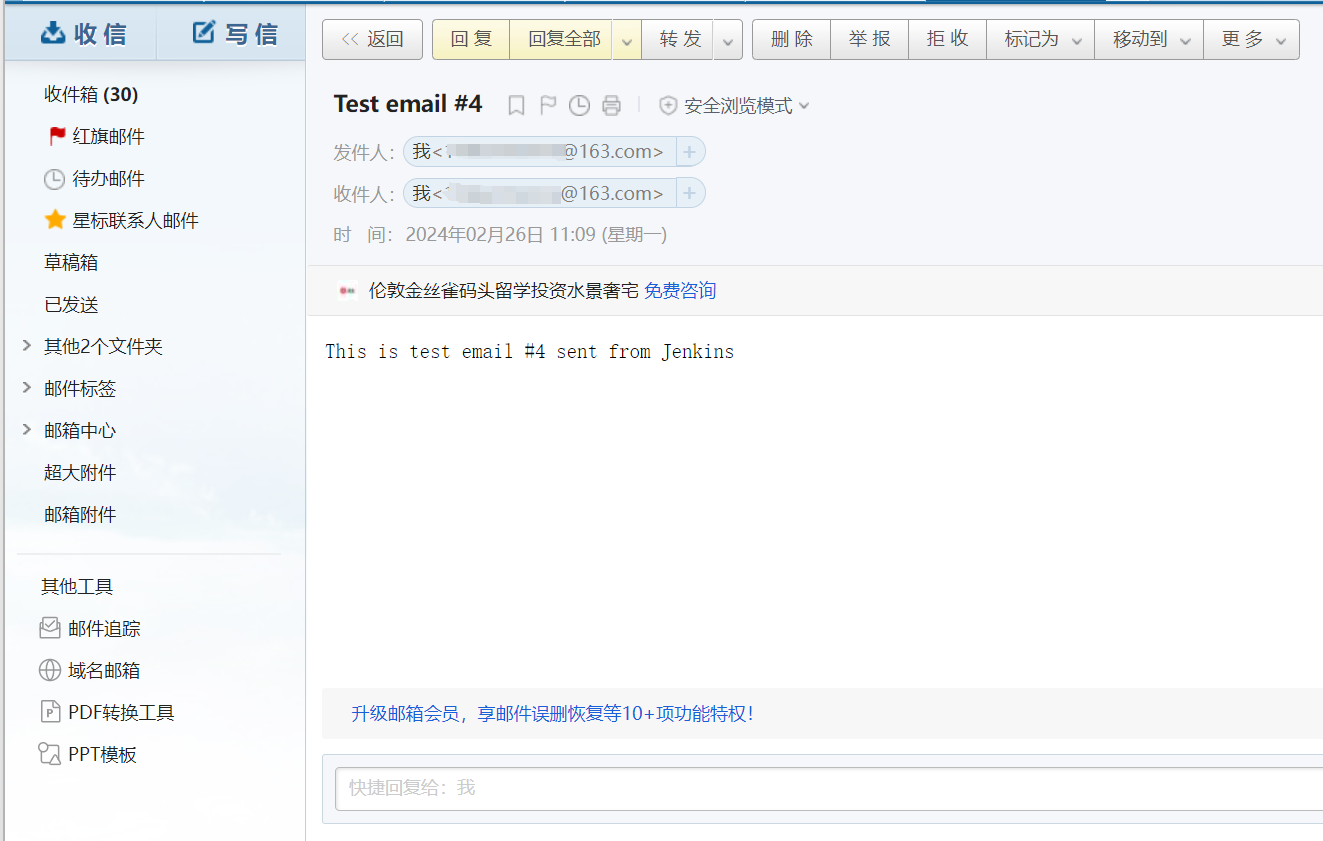 收信 写信
<< 返回 回 复 回复全部 转 发 删 除 举 报 拒 收 标记为 移动到 更 多
收件箱 (30)
红旗邮件
待办邮件
星标联系人邮件
草稿箱
已发送
其他2个文件夹
邮件标签
邮箱中心
超大附件
邮箱附件
其他工具
邮件追踪
域名邮箱
PDF转换工具
PPT模板
Test email #4 安全浏览模式
发件人： 我< @163.com> +
收件人： 我< @163.com> +
时 间： 2024年02月26日 11:09 (星期一)
伦敦金丝雀码头留学投资水景奢宅 免费咨询
This is test email #4 sent from Jenkins
升级邮箱会员，享邮件误删恢复等10+项功能特权！
快捷回复给：我